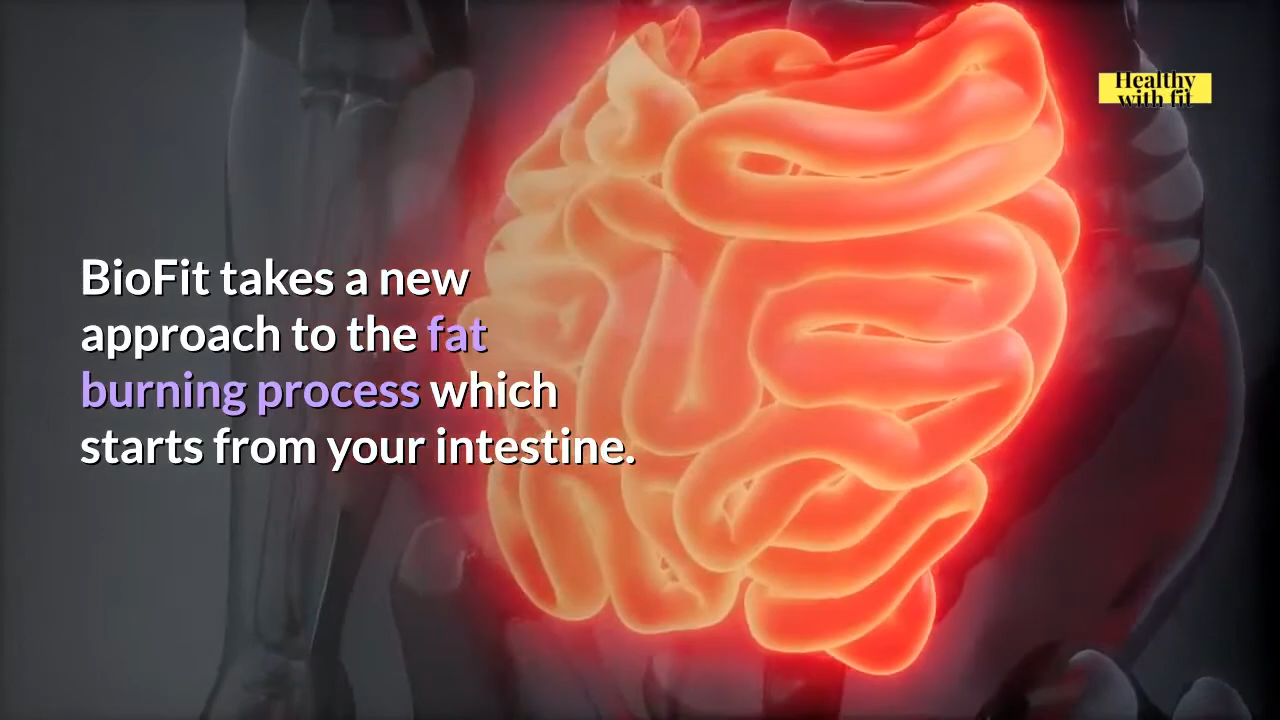 Healthy
with fit
BioFit takes a new
approach to the fat
burning process which
starts from your intestine.